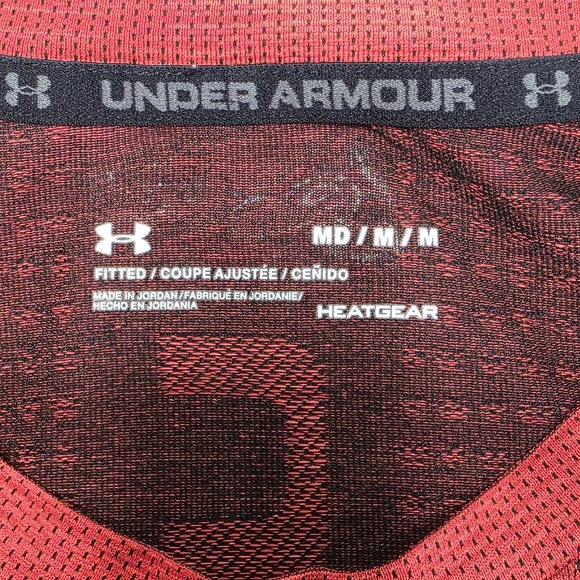 UNDER ARMOUR
MD / M / M
FITTED / COUPE AJUSTÉE / CEÑIDO
MADE IN JORDAN/FABRIQUÉ EN JORDANIE/
HECHO EN JORDANIA
HEATGEAR